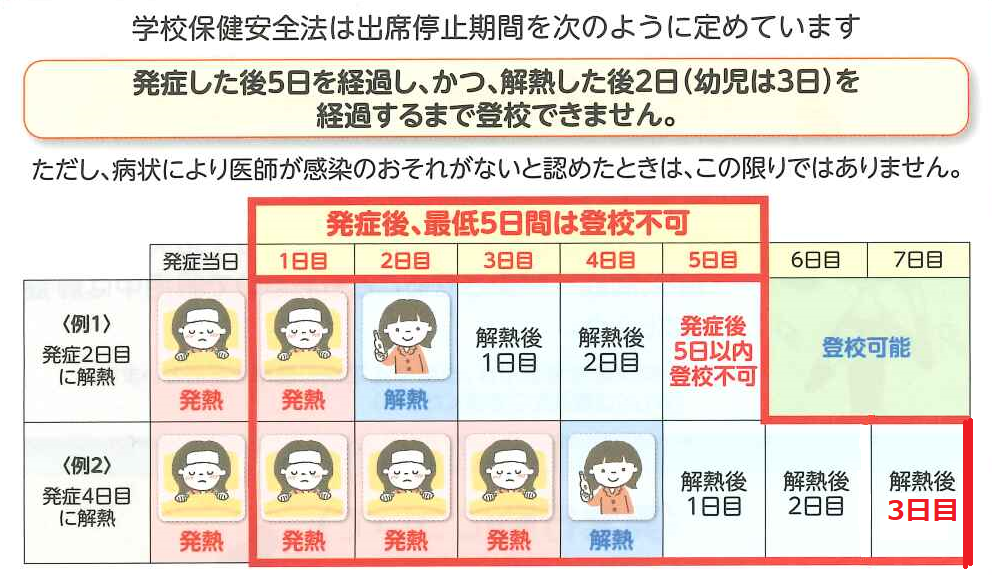 学校保健安全法は出席停止期間を次のように定めています
発症した後5日を経過し、かつ、解熱した後2日(幼児は3日)を
経過するまで登校できません。
ただし、病状により医師が感染のおそれがないと認めたときは、この限りではありません。
発症後、最低5日間は登校不可
発症当日 1日目 2日目 3日目 4日目 5日目 6日目 7日目
〈例1〉
発症2日目
に解熱
発熱
発熱
解熱
解熱後
1日目
解熱後
2日目
発症後
5日以内
登校不可
登校可能
〈例2〉
発症4日目
に解熱
発熱
発熱
発熱
発熱
解熱
解熱後
1日目
解熱後
2日目
解熱後
3日目